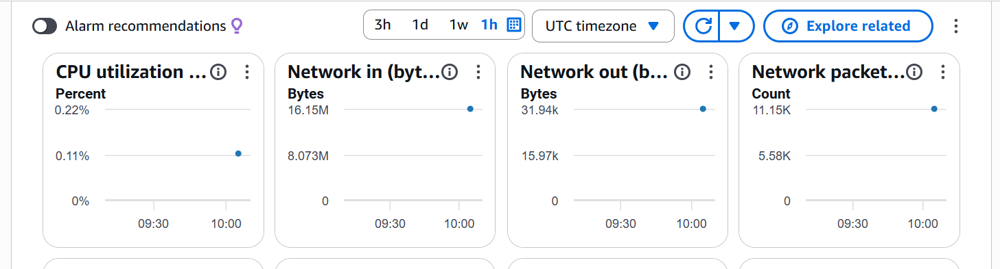 Alarm recommendations
3h 1d 1w 1h
UTC timezone
Explore related
CPU utilization ...
Percent
0.22%
0.11%
0%
09:30 10:00
Network in (byt...
Bytes
16.15M
8.073M
0
09:30 10:00
Network out (b...
Bytes
31.94k
15.97k
0
09:30 10:00
Network packet...
Count
11.15K
5.58K
0
09:30 10:00